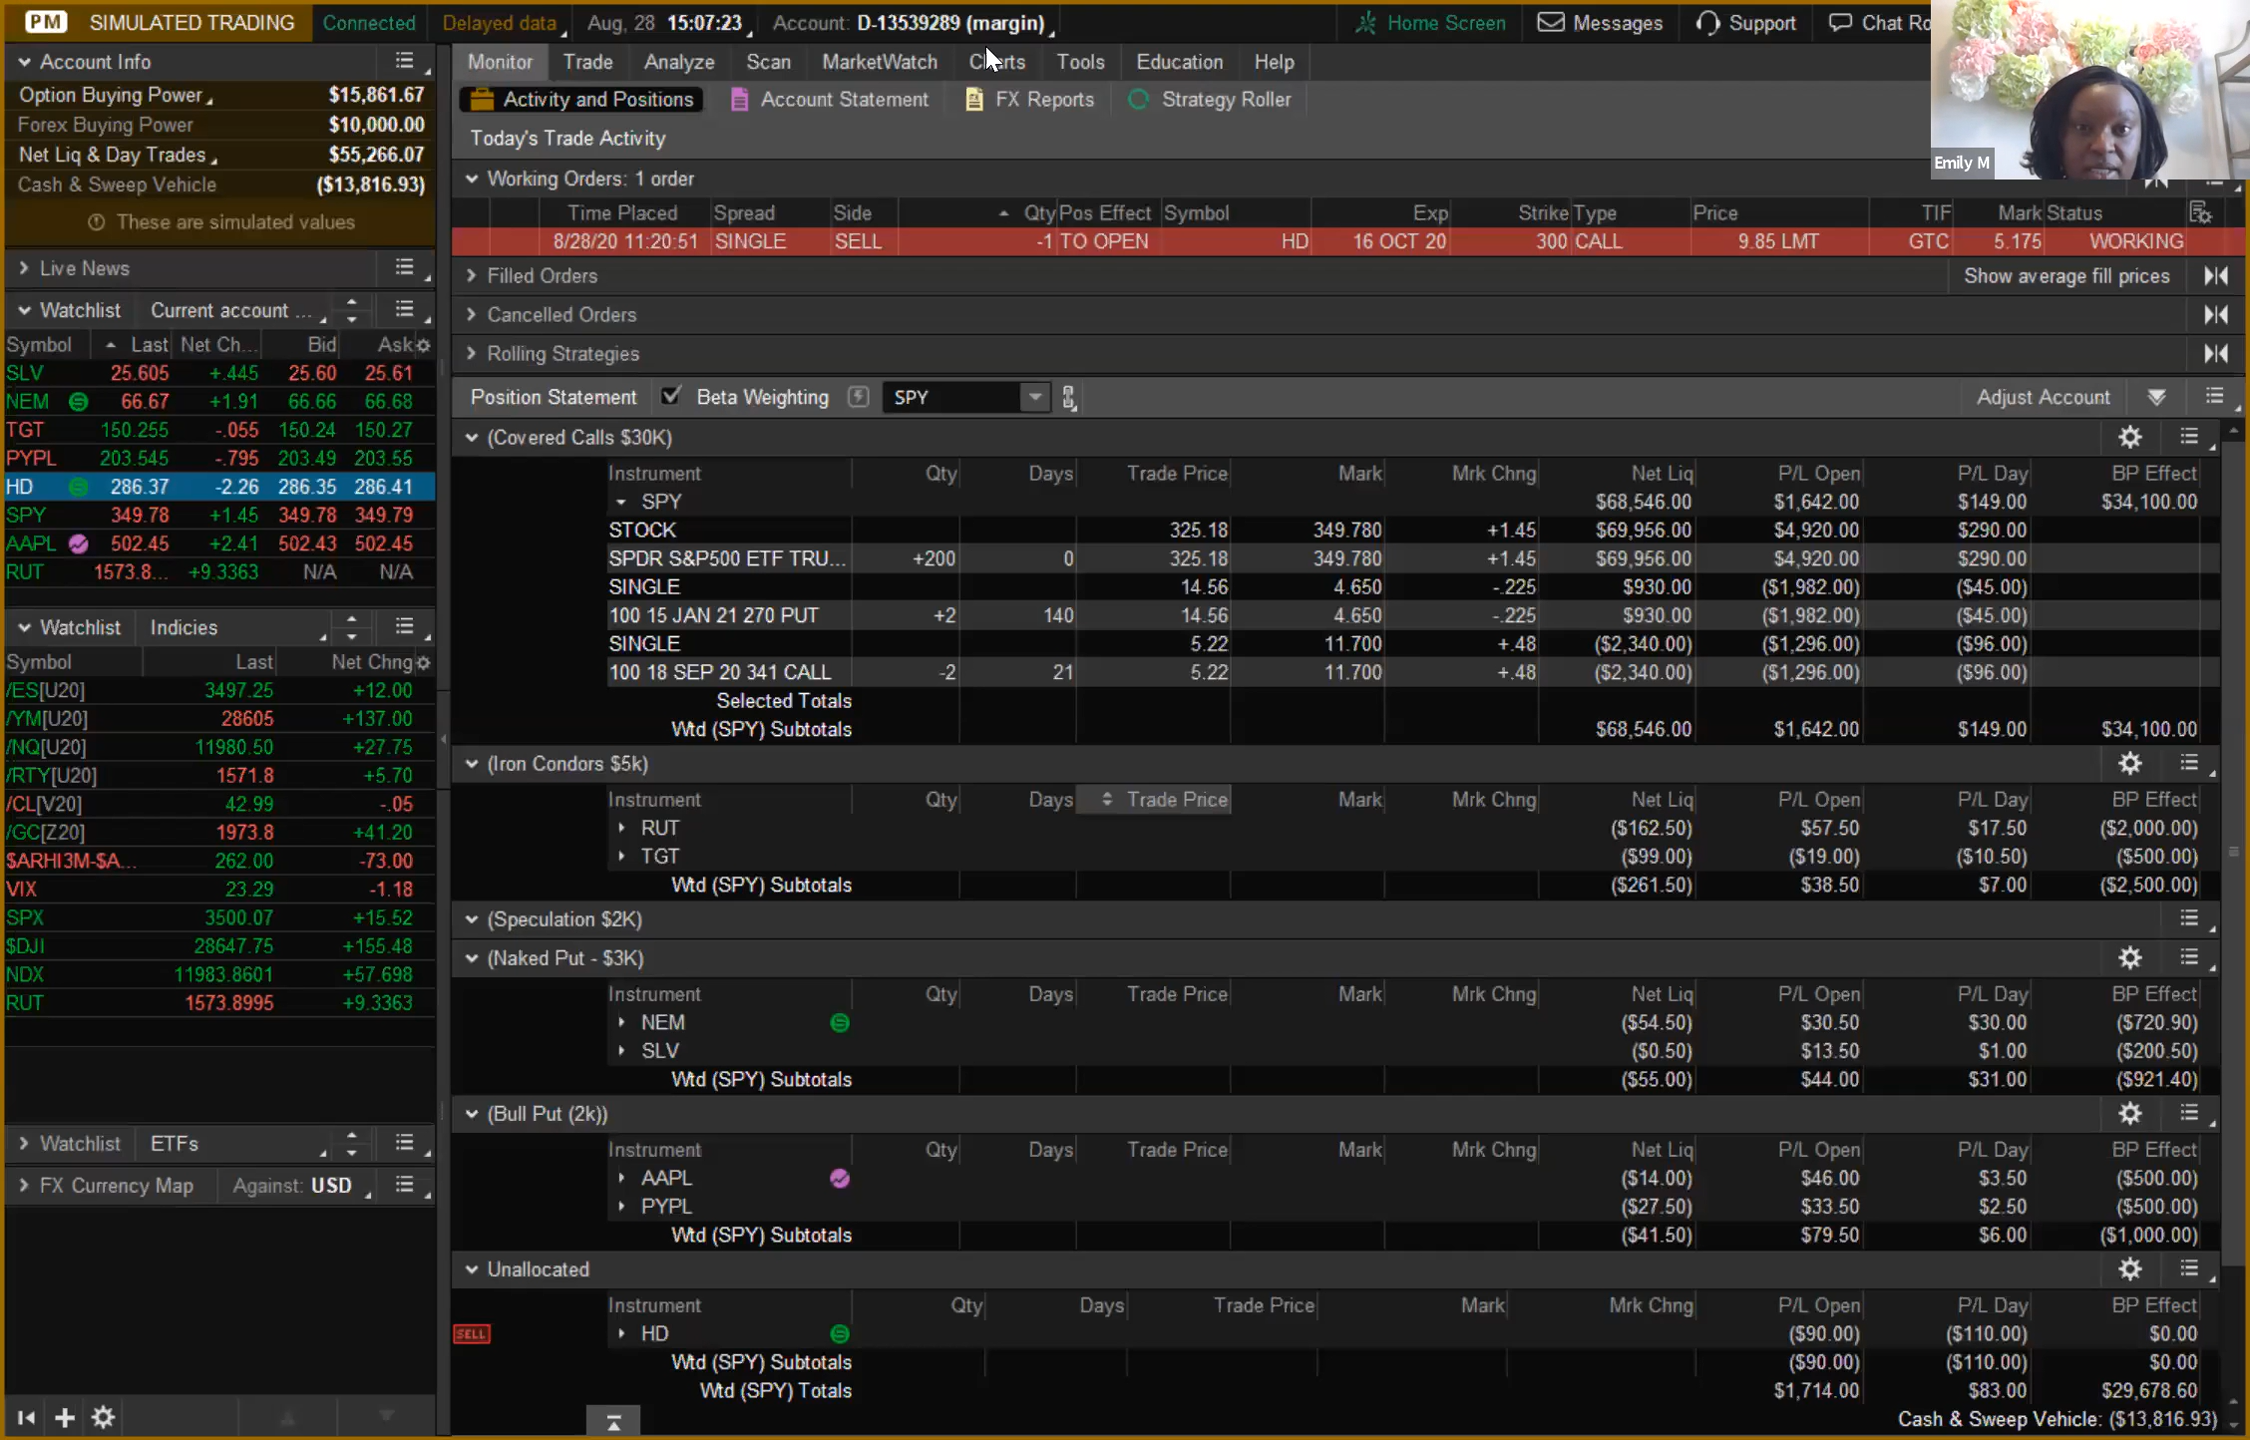 PM SIMULATED TRADING Connected Delayed data Aug, 28 15:07:23 Account: D-13539289 (margin) Home Screen Messages Support Chat Ro
Account Info
Option Buying Power $15,861.67
Forex Buying Power $10,000.00
Net Liq & Day Trades $55,266.07
Cash & Sweep Vehicle ($13,816.93)
These are simulated values
Live News
Watchlist Current account ...
Symbol Last Net Ch... Bid Ask
SLV 25.605 +.445 25.60 25.61
NEM 66.67 +1.91 66.66 66.68
TGT 150.255 -.055 150.24 150.27
PYPL 203.545 -.795 203.49 203.55
HD 286.37 -2.26 286.35 286.41
SPY 349.78 +1.45 349.78 349.79
AAPL 502.45 +2.41 502.43 502.45
RUT 1573.8... +9.3363 N/A N/A
Watchlist Indicies
Symbol Last Net Chng
/ES[U20] 3497.25 +12.00
/YM[U20] 28605 +137.00
/NQ[U20] 11980.50 +27.75
/RTY[U20] 1571.8 +5.70
/CL[V20] 42.99 -.05
/GC[Z20] 1973.8 +41.20
$ARHI3M-$A... 262.00 -73.00
VIX 23.29 -1.18
SPX 3500.07 +15.52
$DJI 28647.75 +155.48
NDX 11983.8601 +57.698
RUT 1573.8995 +9.3363
Watchlist ETFs
FX Currency Map Against: USD
Monitor Trade Analyze Scan MarketWatch Charts Tools Education Help
Activity and Positions Account Statement FX Reports Strategy Roller
Emily M
Today's Trade Activity
Working Orders: 1 order
Time Placed Spread Side Qty Pos Effect Symbol Exp Strike Type Price TIF Mark Status
8/28/20 11:20:51 SINGLE SELL -1 TO OPEN HD 16 OCT 20 300 CALL 9.85 LMT GTC 5.175 WORKING
Filled Orders Show average fill prices
Cancelled Orders
Rolling Strategies
Position Statement Beta Weighting SPY Adjust Account
(Covered Calls $30K)
Instrument Qty Days Trade Price Mark Mrk Chng Net Liq P/L Open P/L Day BP Effect
SPY $68,546.00 $1,642.00 $149.00 $34,100.00
STOCK 325.18 349.780 +1.45 $69,956.00 $4,920.00 $290.00
SPDR S&P500 ETF TRU... +200 0 325.18 349.780 +1.45 $69,956.00 $4,920.00 $290.00
SINGLE 14.56 4.650 -.225 $930.00 ($1,982.00) ($45.00)
100 15 JAN 21 270 PUT +2 140 14.56 4.650 -.225 $930.00 ($1,982.00) ($45.00)
SINGLE 5.22 11.700 +.48 ($2,340.00) ($1,296.00) ($96.00)
100 18 SEP 20 341 CALL -2 21 5.22 11.700 +.48 ($2,340.00) ($1,296.00) ($96.00)
Selected Totals
Wtd (SPY) Subtotals $68,546.00 $1,642.00 $149.00 $34,100.00
(Iron Condors $5k)
Instrument Qty Days Trade Price Mark Mrk Chng Net Liq P/L Open P/L Day BP Effect
RUT ($162.50) $57.50 $17.50 ($2,000.00)
TGT ($99.00) ($19.00) ($10.50) ($500.00)
Wtd (SPY) Subtotals ($261.50) $38.50 $7.00 ($2,500.00)
(Speculation $2K)
(Naked Put - $3K)
Instrument Qty Days Trade Price Mark Mrk Chng Net Liq P/L Open P/L Day BP Effect
NEM ($54.50) $30.50 $30.00 ($720.90)
SLV ($0.50) $13.50 $1.00 ($200.50)
Wtd (SPY) Subtotals ($55.00) $44.00 $31.00 ($921.40)
(Bull Put (2k))
Instrument Qty Days Trade Price Mark Mrk Chng Net Liq P/L Open P/L Day BP Effect
AAPL ($14.00) $46.00 $3.50 ($500.00)
PYPL ($27.50) $33.50 $2.50 ($500.00)
Wtd (SPY) Subtotals ($41.50) $79.50 $6.00 ($1,000.00)
Unallocated
Instrument Qty Days Trade Price Mark Mrk Chng P/L Open P/L Day BP Effect
SELL HD ($90.00) ($110.00) $0.00
Wtd (SPY) Subtotals ($90.00) ($110.00) $0.00
Wtd (SPY) Totals $1,714.00 $83.00 $29,678.60
Cash & Sweep Vehicle: ($13,816.93)